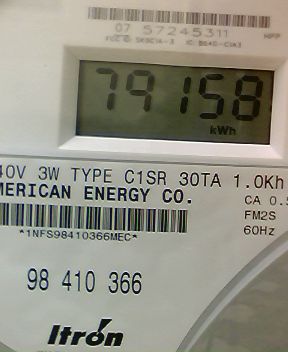 07 57245311
79158
kWh
40V 3W TYPE C1SR 30TA 1.0Kh
MERICAN ENERGY CO.
CA 0.5
FM2S
*1NFS98410366MEC*
60Hz
98 410 366
Itrón